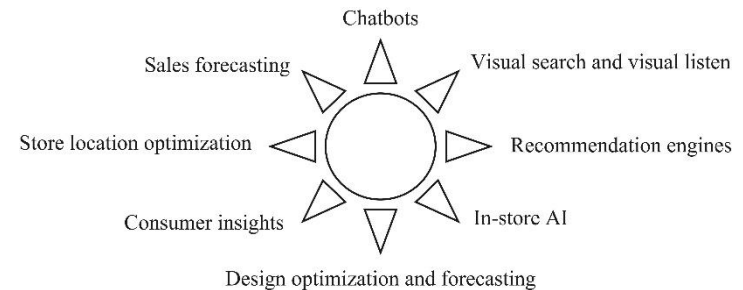 Chatbots
Sales forecasting
Visual search and visual listen
Store location optimization
Recommendation engines
Consumer insights
In-store AI
Design optimization and forecasting